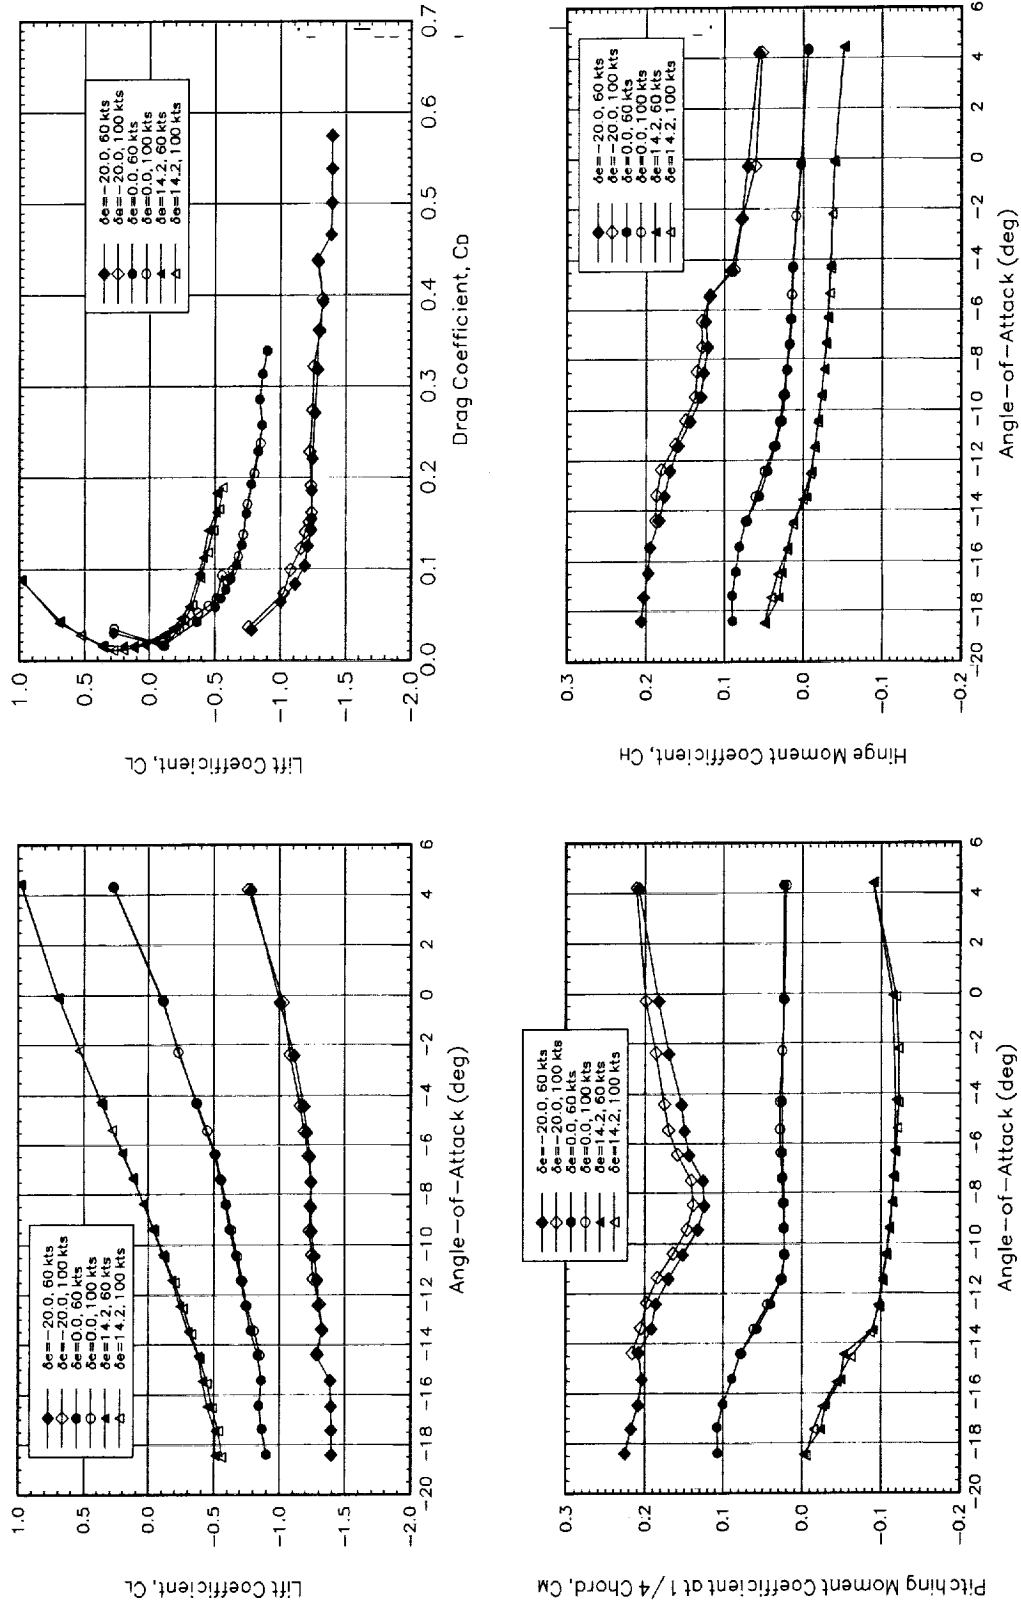 Lift Coefficient, CL
1.0
0.5
0.0
-0.5
-1.0
-1.5
-2.0
δe=-20.0, 60 kts
δe=-20.0, 100 kts
δe=0.0, 60 kts
δe=0.0, 100 kts
δe=14.2, 60 kts
δe=14.2, 100 kts
-20 -18 -16 -14 -12 -10 -8 -6 -4 -2 0 2 4 6
Angle-of-Attack (deg)
Lift Coefficient, CL
1.0
0.5
0.0
-0.5
-1.0
-1.5
-2.0
δe=-20.0, 60 kts
δe=-20.0, 100 kts
δe=0.0, 60 kts
δe=0.0, 100 kts
δe=14.2, 60 kts
δe=14.2, 100 kts
0.0 0.1 0.2 0.3 0.4 0.5 0.6 0.7
Drag Coefficient, CD
Pitching Moment Coefficient at 1/4 Chord, CM
0.3
0.2
0.1
0.0
-0.1
-0.2
δe=-20.0, 60 kts
δe=-20.0, 100 kts
δe=0.0, 60 kts
δe=0.0, 100 kts
δe=14.2, 60 kts
δe=14.2, 100 kts
-20 -18 -16 -14 -12 -10 -8 -6 -4 -2 0 2 4 6
Angle-of-Attack (deg)
Hinge Moment Coefficient, CH
0.3
0.2
0.1
0.0
-0.1
-0.2
δe=-20.0, 60 kts
δe=-20.0, 100 kts
δe=0.0, 60 kts
δe=0.0, 100 kts
δe=14.2, 60 kts
δe=14.2, 100 kts
-20 -18 -16 -14 -12 -10 -8 -6 -4 -2 0 2 4 6
Angle-of-Attack (deg)